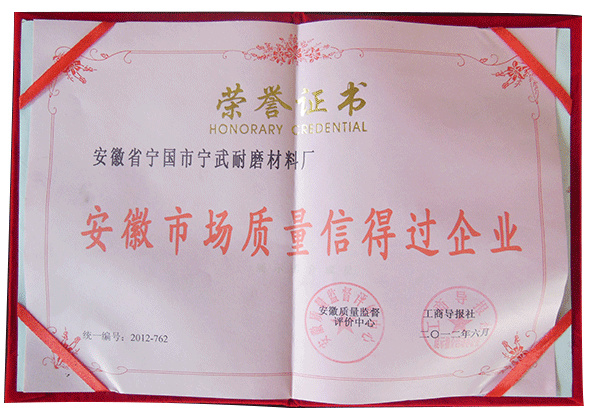 荣誉证书
HONORARY CREDENTIAL
安徽省宁国市宁武耐磨材料厂
安徽市场质量信得过企业
安徽质量监督
评价中心
工商导报社
统一编号：2012-762
二〇一二年六月